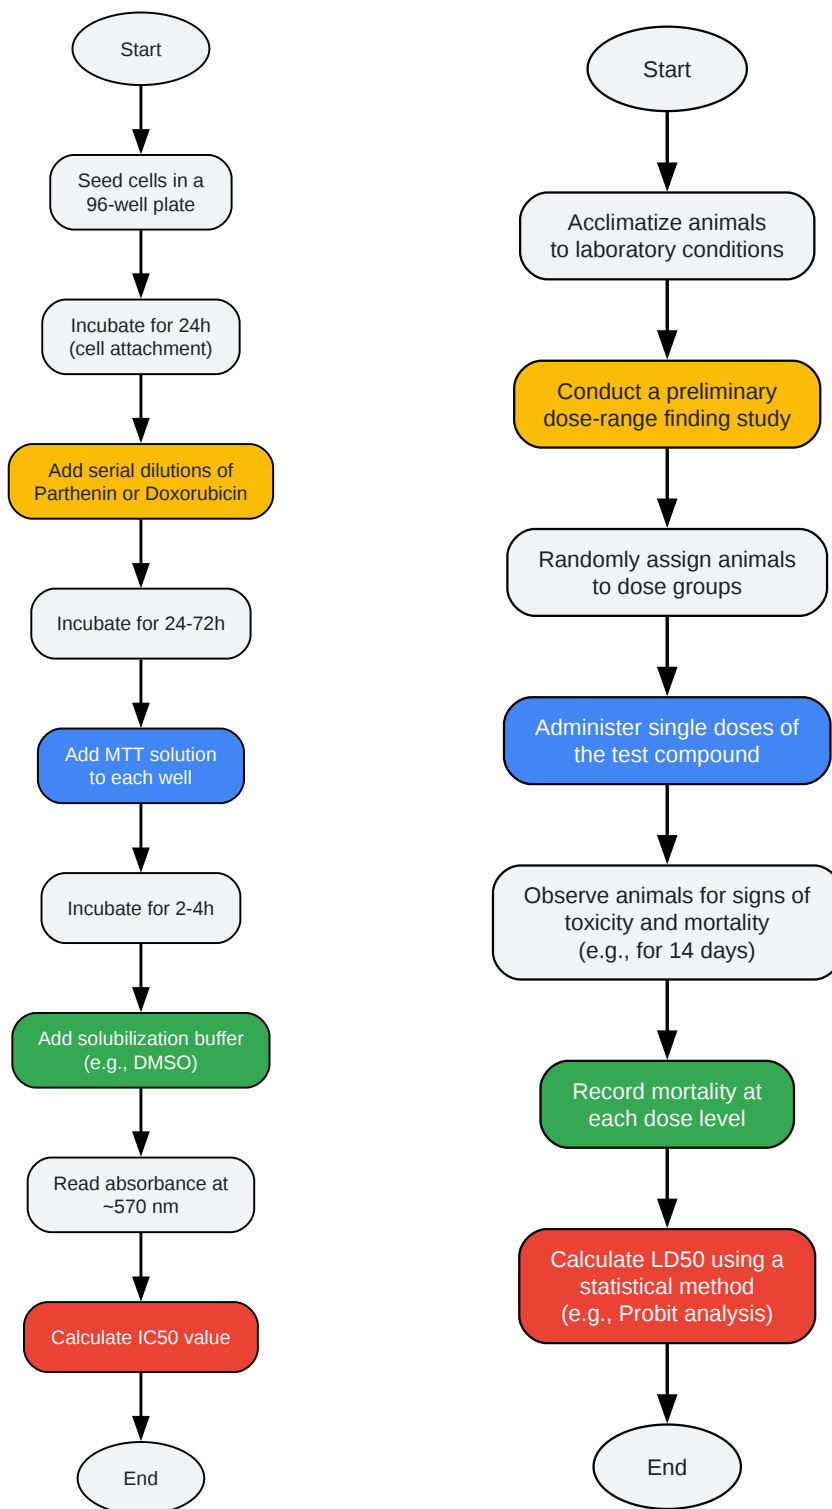 Start
Seed cells in a
96-well plate
Incubate for 24h
(cell attachment)
Add serial dilutions of
Parthenin or Doxorubicin
Incubate for 24-72h
Add MTT solution
to each well
Incubate for 2-4h
Add solubilization buffer
(e.g., DMSO)
Read absorbance at
~570 nm
Calculate IC50 value
End
Start
Acclimatize animals
to laboratory conditions
Conduct a preliminary
dose-range finding study
Randomly assign animals
to dose groups
Administer single doses of
the test compound
Observe animals for signs of
toxicity and mortality
(e.g., for 14 days)
Record mortality at
each dose level
Calculate LD50 using a
statistical method
(e.g., Probit analysis)
End